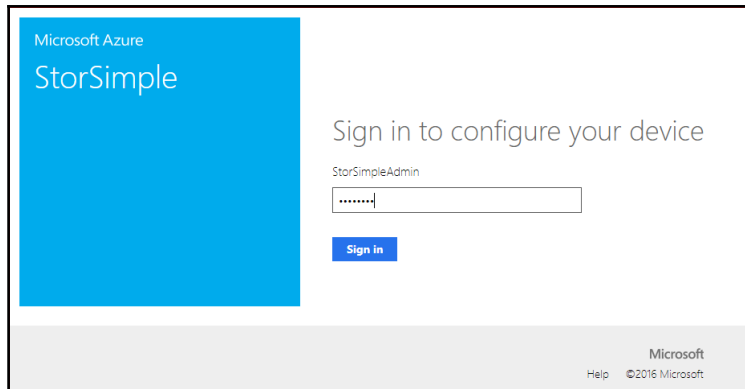 Microsoft Azure
StorSimple
Sign in to configure your device
StorSimpleAdmin
••••••••
Sign in
Microsoft
Help ©2016 Microsoft